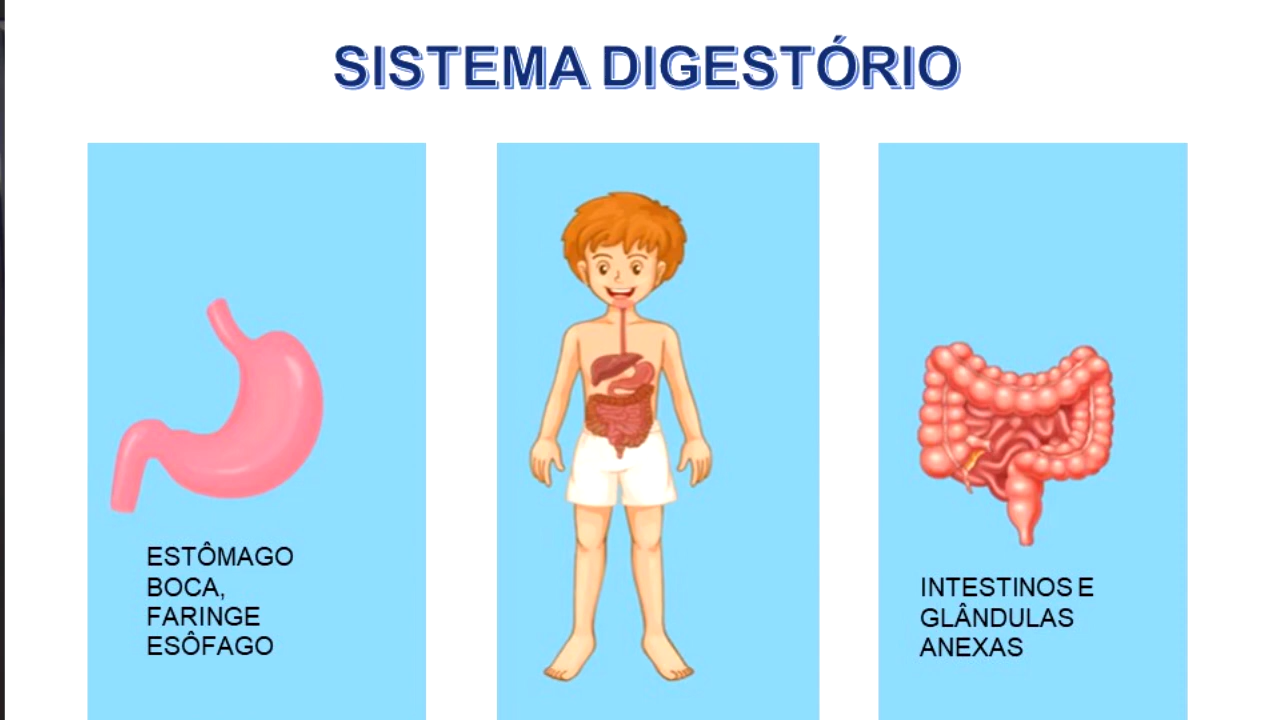 SISTEMA DIGESTÓRIO
ESTÔMAGO
BOCA,
FARINGE
ESÔFAGO
INTESTINOS E
GLÂNDULAS
ANEXAS